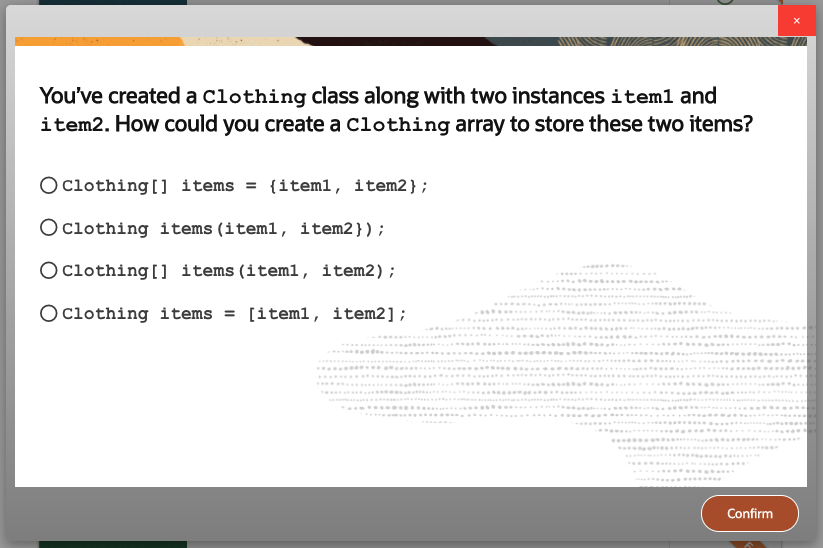 ×
You’ve created a Clothing class along with two instances item1 and
item2. How could you create a Clothing array to store these two items?
Clothing[] items = {item1, item2};
Clothing items(item1, item2});
Clothing[] items(item1, item2);
Clothing items = [item1, item2];
Confirm